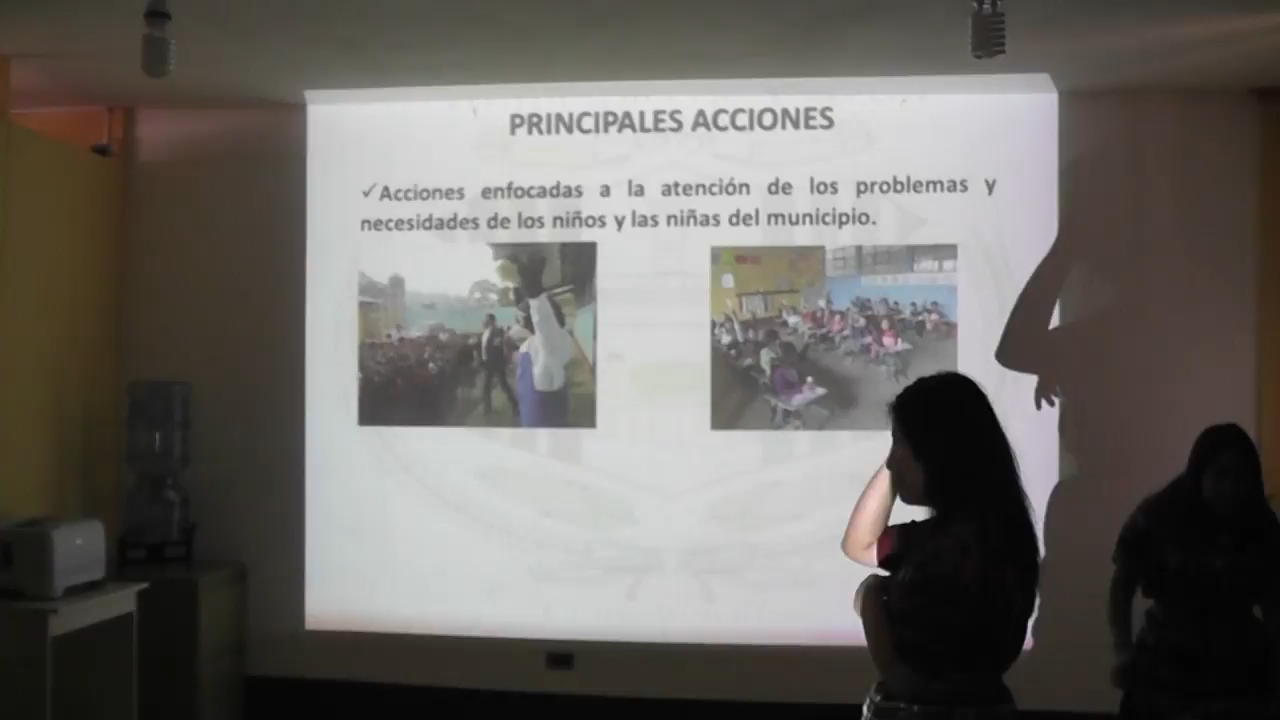 PRINCIPALES ACCIONES
✓Acciones enfocadas a la atención de los problemas y
necesidades de los niños y las niñas del municipio.